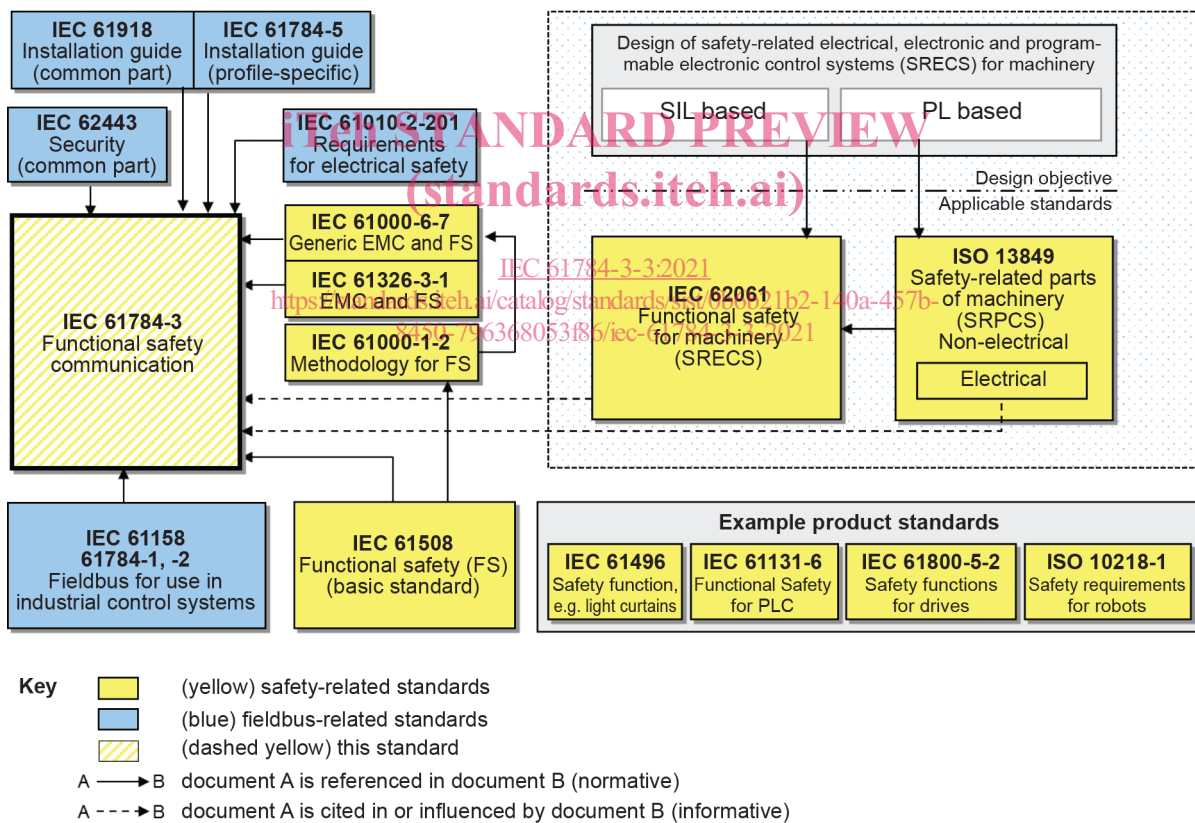 IEC 61918
Installation guide
(common part)
IEC 61784-5
Installation guide
(profile-specific)
IEC 62443
Security
(common part)
IEC 61010-2-201
Requirements
for electrical safety
Design of safety-related electrical, electronic and program-
mable electronic control systems (SRECS) for machinery
SIL based
PL based
iTeh STANDARD PREVIEW
(standards.iteh.ai)
Design objective
Applicable standards
IEC 61784-3
Functional safety
communication
IEC 61000-6-7
Generic EMC and FS
IEC 61326-3-1
EMC and FS
IEC 61000-1-2
Methodology for FS
IEC 61784-3-3:2021
8450-796368053f86/iec-61784-3-3-2021
IEC 62061
Functional safety
for machinery
(SRECS)
ISO 13849
Safety-related parts
of machinery
(SRPCS)
Non-electrical
Electrical
IEC 61158
61784-1, -2
Fieldbus for use in
industrial control systems
IEC 61508
Functional safety (FS)
(basic standard)
Example product standards
IEC 61496
Safety function,
e.g. light curtains
IEC 61131-6
Functional Safety
for PLC
IEC 61800-5-2
Safety functions
for drives
ISO 10218-1
Safety requirements
for robots
Key
(yellow) safety-related standards
(blue) fieldbus-related standards
(dashed yellow) this standard
A B document A is referenced in document B (normative)
A B document A is cited in or influenced by document B (informative)